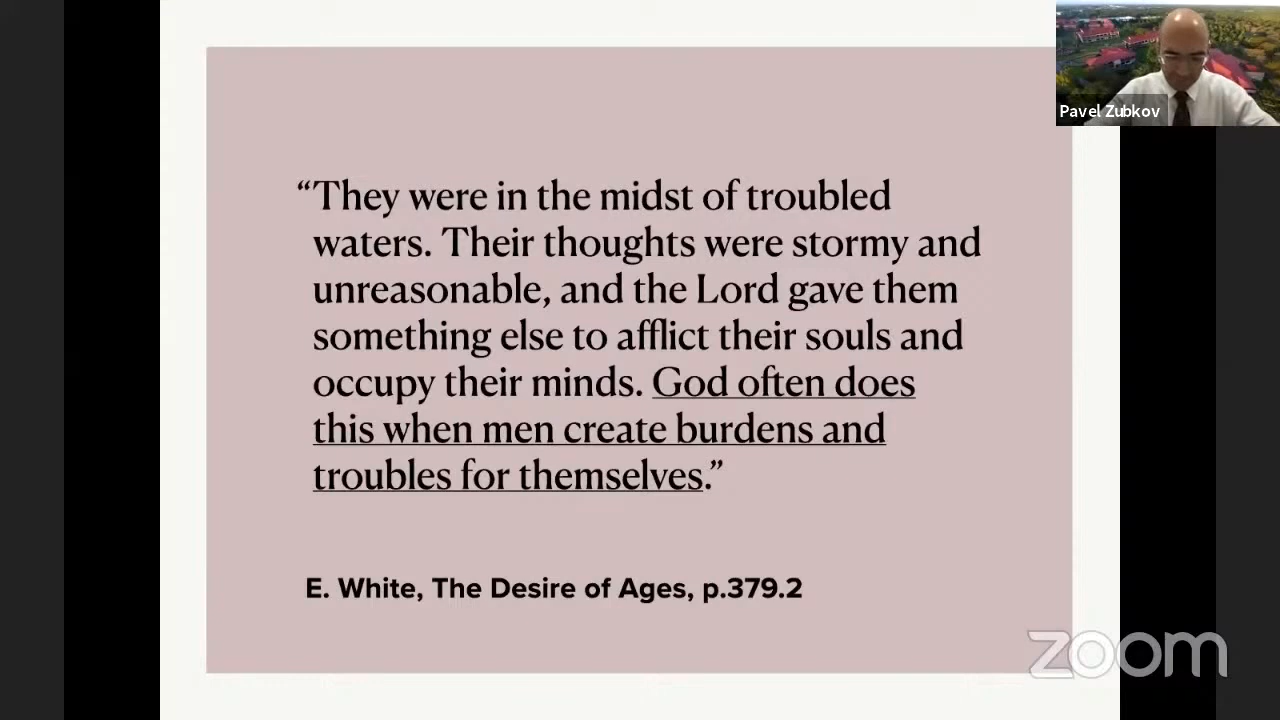 Pavel Zubkov
“They were in the midst of troubled
waters. Their thoughts were stormy and
unreasonable, and the Lord gave them
something else to afflict their souls and
occupy their minds. God often does
this when men create burdens and
troubles for themselves.”
E. White, The Desire of Ages, p.379.2
zoom